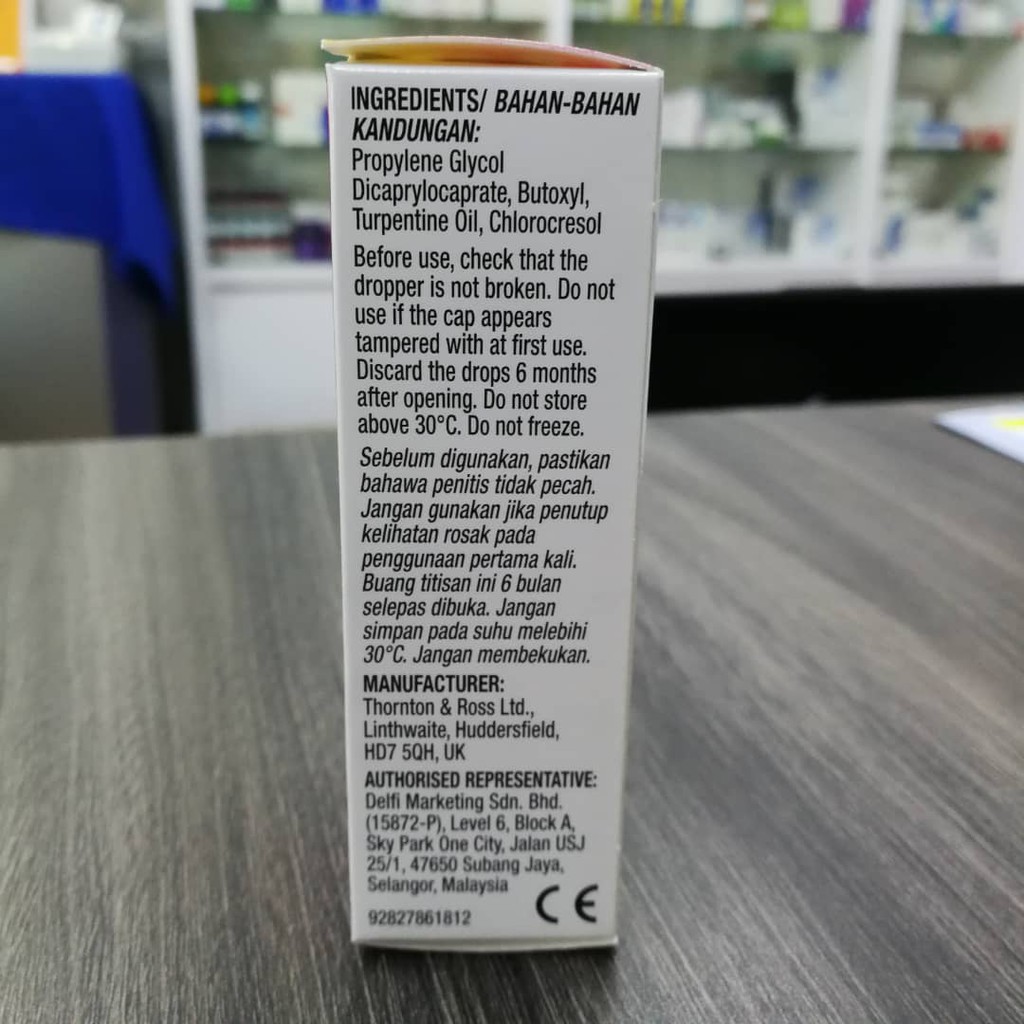 INGREDIENTS/ BAHAN-BAHAN
KANDUNGAN:
Propylene Glycol
Dicaprylocaprate, Butoxyl,
Turpentine Oil, Chlorocresol
Before use, check that the
dropper is not broken. Do not
use if the cap appears
tampered with at first use.
Discard the drops 6 months
after opening. Do not store
above 30°C. Do not freeze.
Sebelum digunakan, pastikan
bahawa penitis tidak pecah.
Jangan gunakan jika penutup
kelihatan rosak pada
penggunaan pertama kali.
Buang titisan ini 6 bulan
selepas dibuka. Jangan
simpan pada suhu melebihi
30°C. Jangan membekukan.
MANUFACTURER:
Thornton & Ross Ltd.,
Linthwaite, Huddersfield,
HD7 5QH, UK
AUTHORISED REPRESENTATIVE:
Delfi Marketing Sdn. Bhd.
(15872-P), Level 6, Block A,
Sky Park One City, Jalan USJ
25/1, 47650 Subang Jaya,
Selangor, Malaysia
92827861812
CE